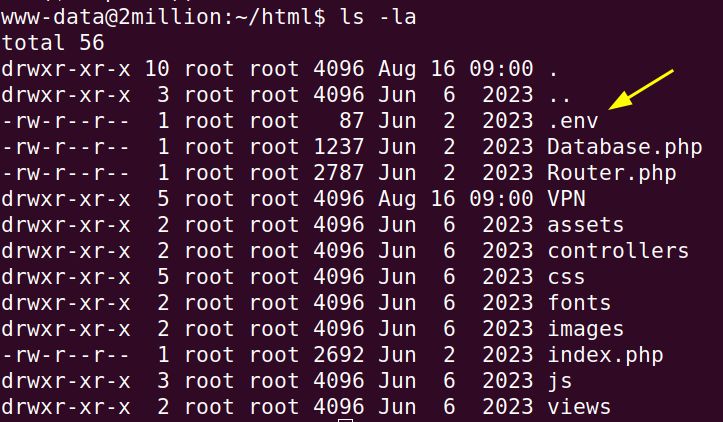 www-data@2million:~/html$ ls -la
total 56
drwxr-xr-x 10 root root 4096 Aug 16 09:00 .
drwxr-xr-x  3 root root 4096 Jun  6  2023 ..
-rw-r--r--  1 root root   87 Jun  2  2023 .env
-rw-r--r--  1 root root 1237 Jun  2  2023 Database.php
-rw-r--r--  1 root root 2787 Jun  2  2023 Router.php
drwxr-xr-x  5 root root 4096 Aug 16 09:00 VPN
drwxr-xr-x  2 root root 4096 Jun  6  2023 assets
drwxr-xr-x  2 root root 4096 Jun  6  2023 controllers
drwxr-xr-x  5 root root 4096 Jun  6  2023 css
drwxr-xr-x  2 root root 4096 Jun  6  2023 fonts
drwxr-xr-x  2 root root 4096 Jun  6  2023 images
-rw-r--r--  1 root root 2692 Jun  2  2023 index.php
drwxr-xr-x  3 root root 4096 Jun  6  2023 js
drwxr-xr-x  2 root root 4096 Jun  6  2023 views